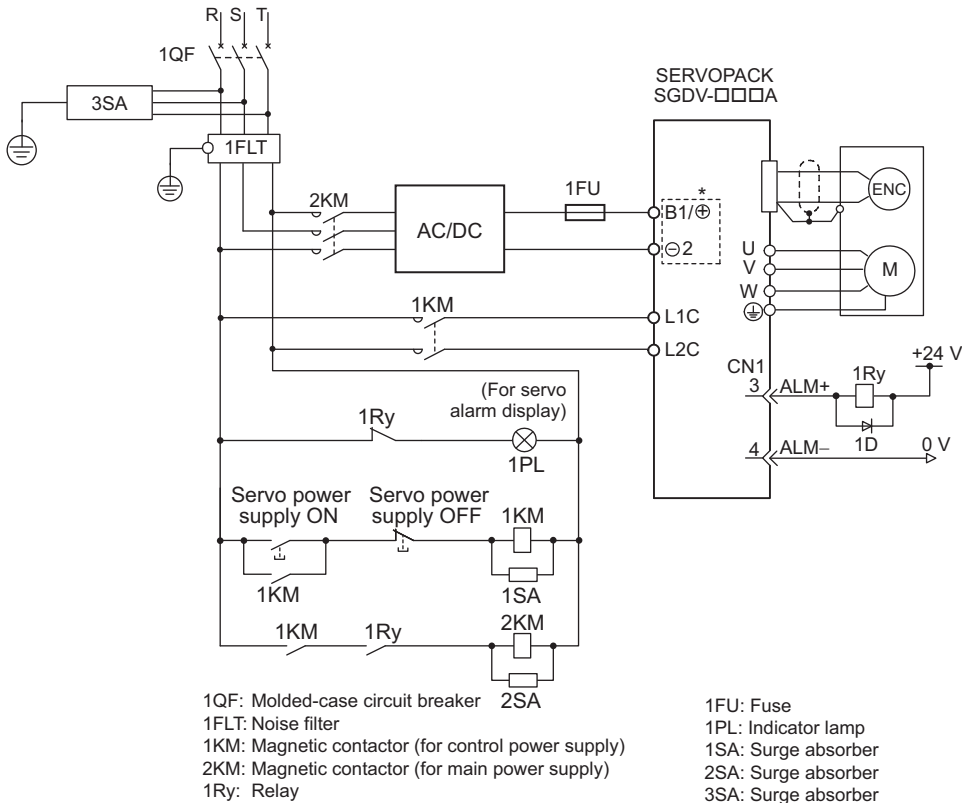 R S T
1QF
3SA
1FLT
2KM
AC/DC
1FU
SERVOPACK
SGDV-□□□A
*
B1/⊕
⊖2
ENC
U
V
W
M
1KM
L1C
L2C
CN1
3
ALM+
1Ry
+24 V
1D
4
ALM−
0 V
(For servo
alarm display)
1Ry
1PL
Servo power
supply ON
Servo power
supply OFF
1KM
1KM
1SA
1KM
1Ry
2KM
2SA
1QF: Molded-case circuit breaker
1FLT: Noise filter
1KM: Magnetic contactor (for control power supply)
2KM: Magnetic contactor (for main power supply)
1Ry: Relay
1FU: Fuse
1PL: Indicator lamp
1SA: Surge absorber
2SA: Surge absorber
3SA: Surge absorber